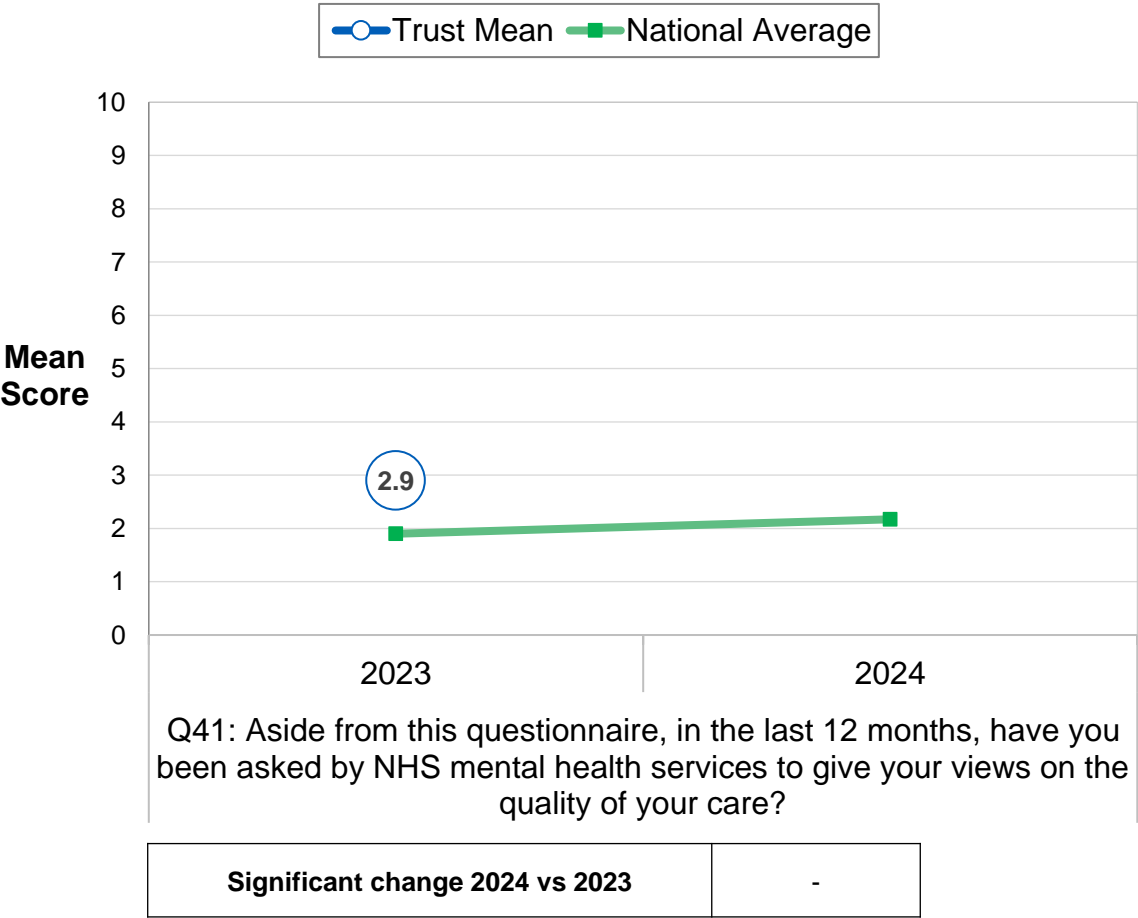 Trust Mean National Average
10
9
8
7
6
5
4
3
2
1
0
Mean
Score
2.9
2023 2024
Q41: Aside from this questionnaire, in the last 12 months, have you
been asked by NHS mental health services to give your views on the
quality of your care?
Significant change 2024 vs 2023 -